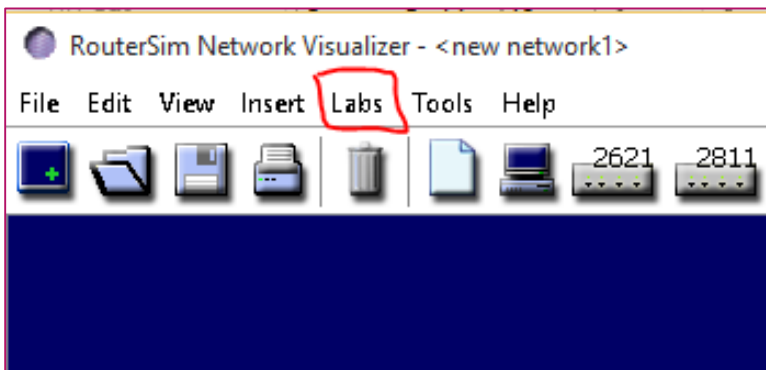 RouterSim Network Visualizer - <new network1>
File Edit View Insert Labs Tools Help
2621 2811